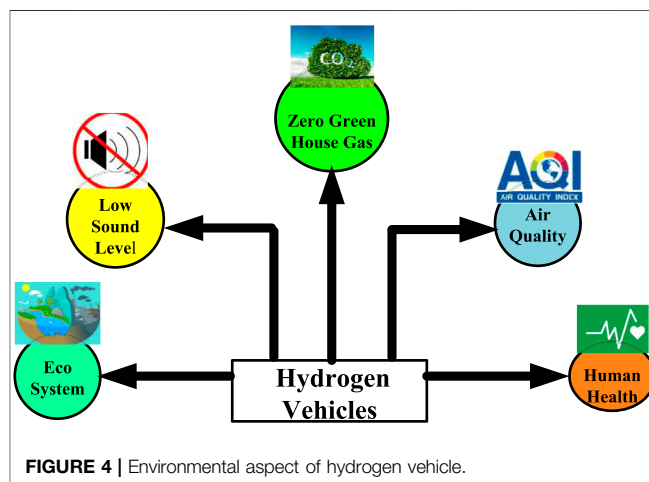 CO2
Zero Green
House Gas
Low
Sound
Level
AQI
AIR QUALITY INDEX
Air
Quality
Eco
System
Hydrogen
Vehicles
Human
Health
FIGURE 4 | Environmental aspect of hydrogen vehicle.